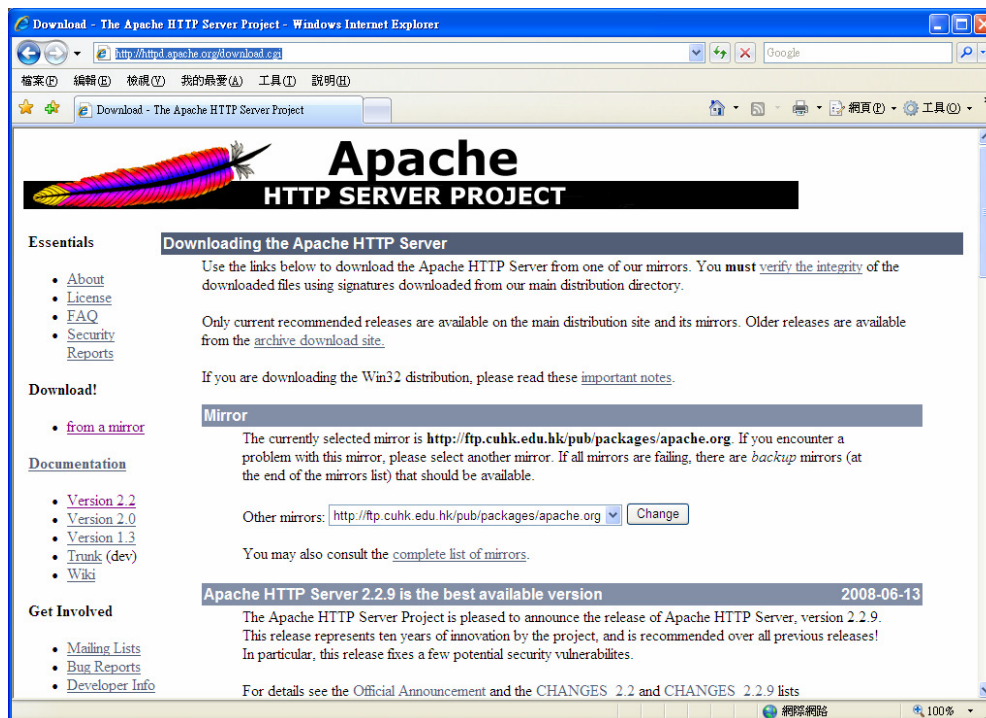 Download - The Apache HTTP Server Project - Windows Internet Explorer
http://httpd.apache.org/download.cgi
Google
檔案(F) 編輯(E) 檢視(V) 我的最愛(A) 工具(T) 說明(H)
Download - The Apache HTTP Server Project
網頁(P) 工具(O)
Apache
HTTP SERVER PROJECT
Essentials
About
License
FAQ
Security
Reports
Download!
from a mirror
Documentation
Version 2.2
Version 2.0
Version 1.3
Trunk (dev)
Wiki
Get Involved
Mailing Lists
Bug Reports
Developer Info
Downloading the Apache HTTP Server
Use the links below to download the Apache HTTP Server from one of our mirrors. You must verify the integrity of the
downloaded files using signatures downloaded from our main distribution directory.
Only current recommended releases are available on the main distribution site and its mirrors. Older releases are available
from the archive download site.
If you are downloading the Win32 distribution, please read these important notes.
Mirror
The currently selected mirror is http://ftp.cuhk.edu.hk/pub/packages/apache.org. If you encounter a
problem with this mirror, please select another mirror. If all mirrors are failing, there are backup mirrors (at
the end of the mirrors list) that should be available.
Other mirrors: http://ftp.cuhk.edu.hk/pub/packages/apache.org Change
You may also consult the complete list of mirrors.
Apache HTTP Server 2.2.9 is the best available version 2008-06-13
The Apache HTTP Server Project is pleased to announce the release of Apache HTTP Server, version 2.2.9.
This release represents ten years of innovation by the project, and is recommended over all previous releases!
In particular, this release fixes a few potential security vulnerabilites.
For details see the Official Announcement and the CHANGES_2.2 and CHANGES_2.2.9 lists
網際網路 100%